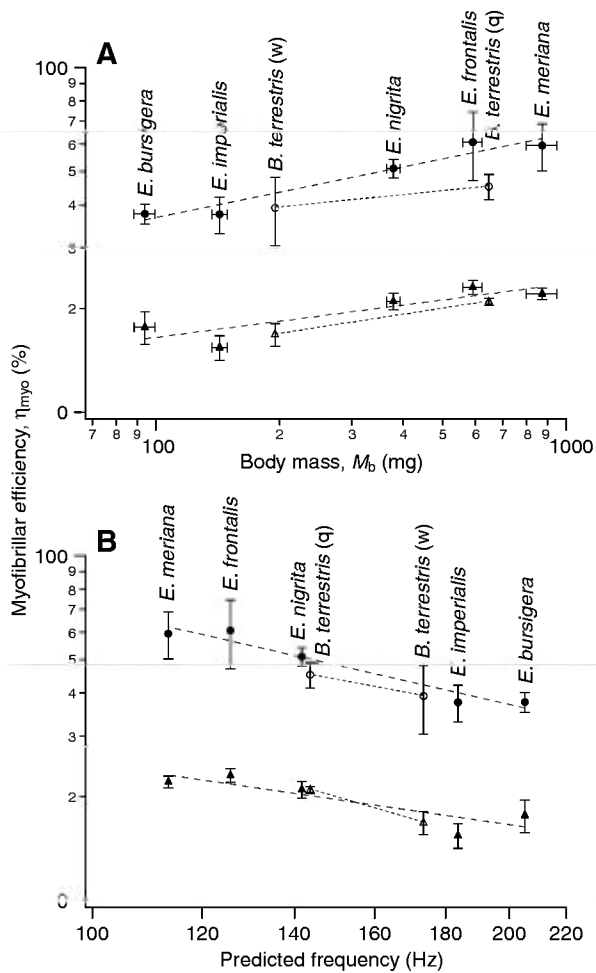 A
E. bursigera
E. imperialis
B. terrestris (w)
E. nigrita
E. frontalis
B. terrestris (q)
E. meriana
100
9
8
7
6
5
4
3
2
0
7
8
9
100
2
3
4
5
6
7
8
9
1000
Body mass, Mb (mg)
Myofibrillar efficiency, ηmyo (%)
B
E. meriana
E. frontalis
E. nigrita
B. terrestris (q)
B. terrestris (w)
E. imperialis
E. bursigera
100
9
8
7
6
5
4
3
2
0
100
120
140
160
180
200
220
Predicted frequency (Hz)